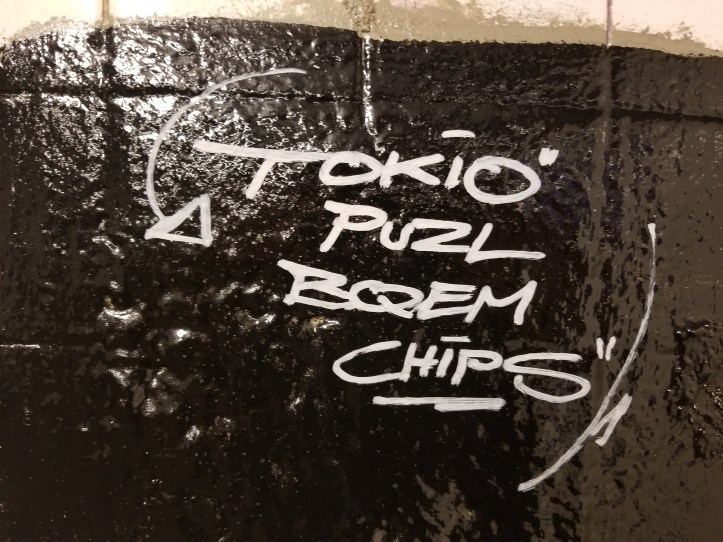 TOKIO"
PUZL
BQEM
CHIPS"